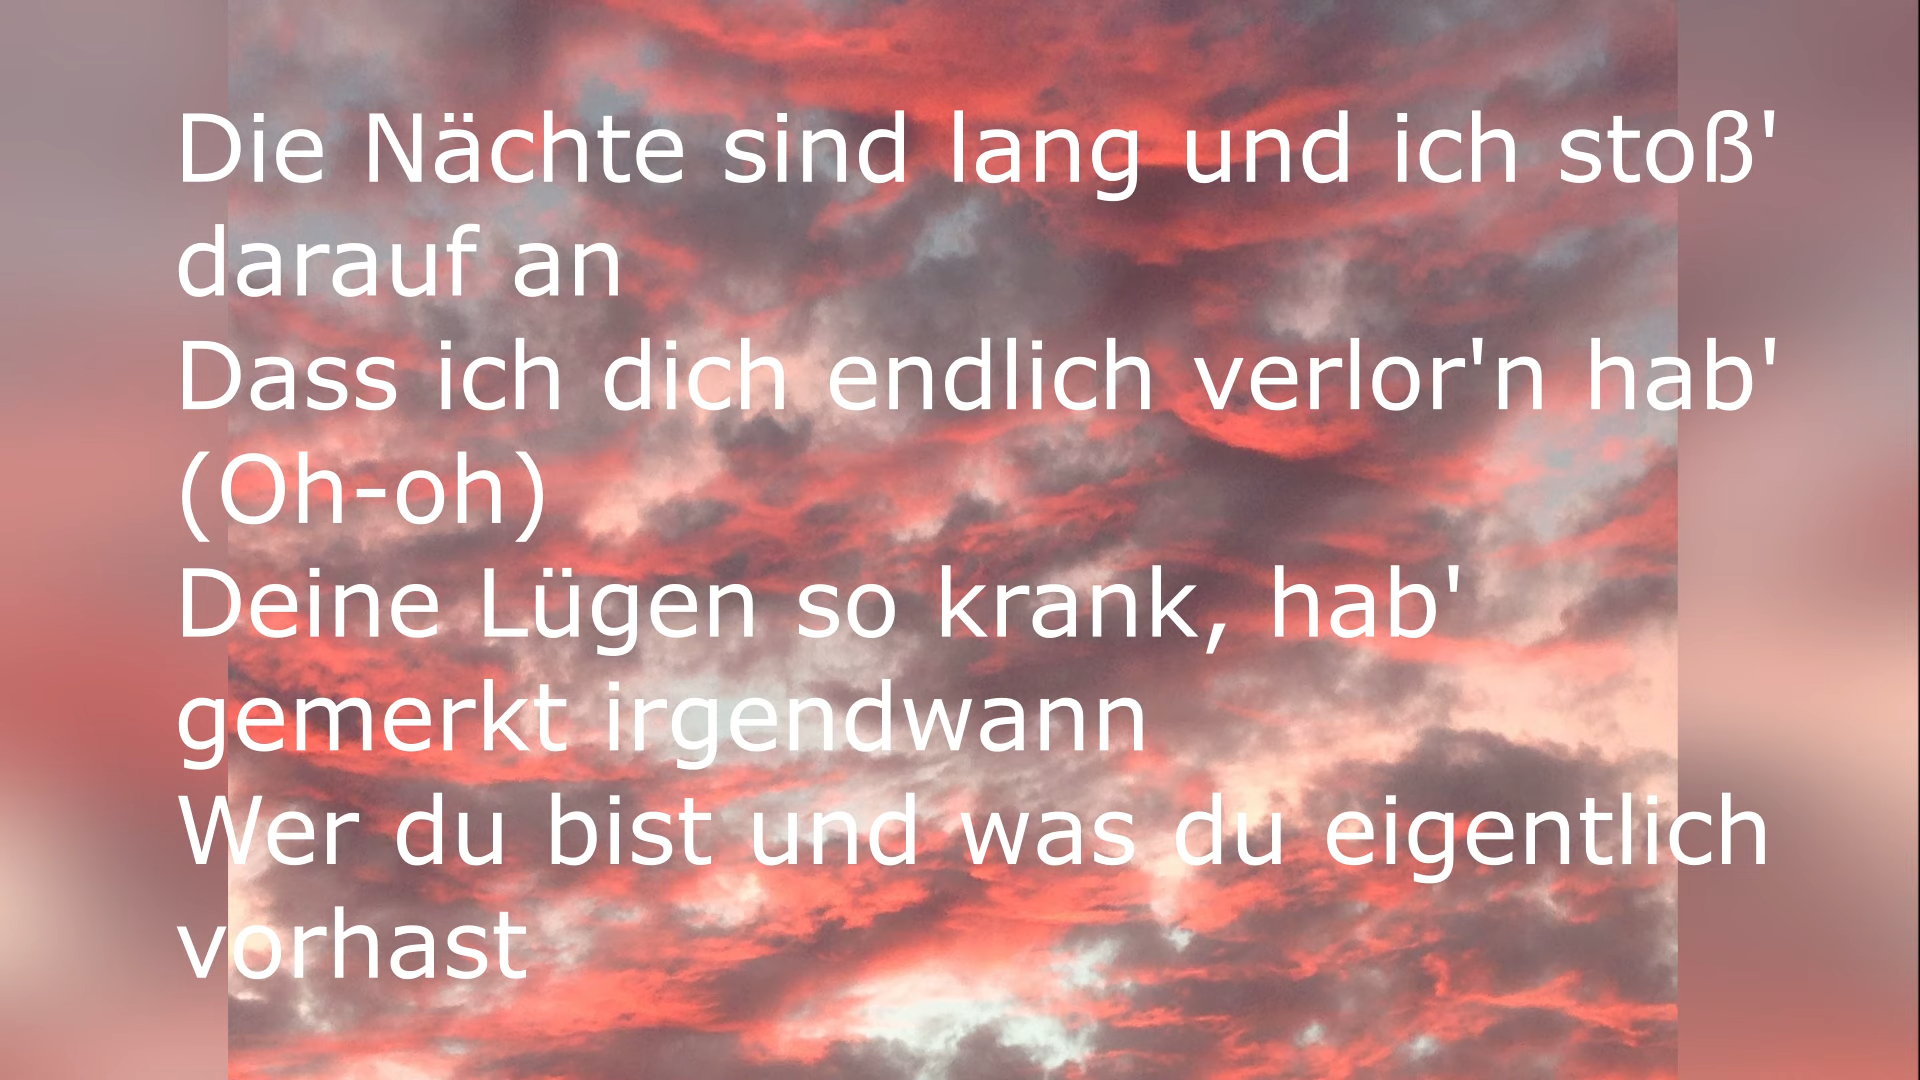 Die Nächte sind lang und ich stoß'
darauf an
Dass ich dich endlich verlor'n hab'
(Oh-oh)
Deine Lügen so krank, hab'
gemerkt irgendwann
Wer du bist und was du eigentlich
vorhast